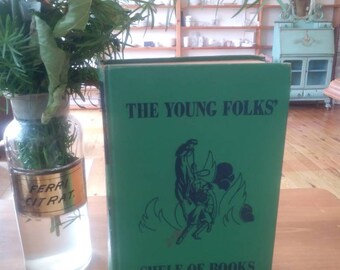 THE YOUNG FOLKS'
SHELF OF BOOKS
FERRI
CITRAT.